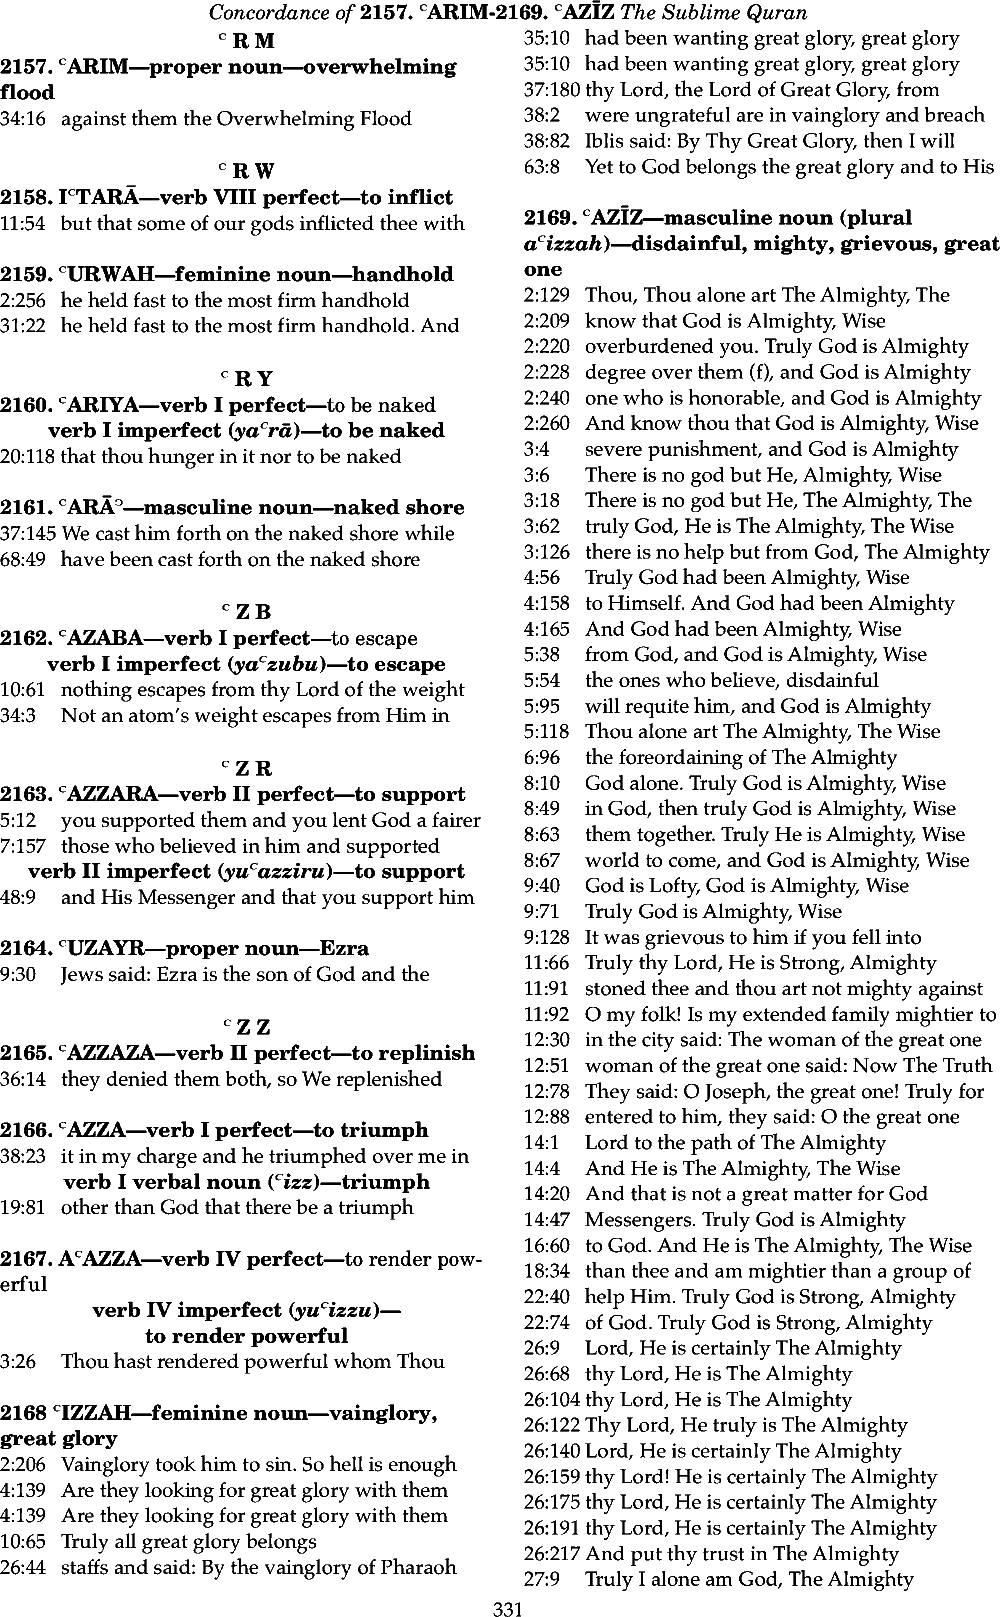 Concordance of 2157. ᶜARIM-2169. ᶜAZĪZ The Sublime Quran
ᶜ R M
2157. ᶜARIM—proper noun—overwhelming
flood
34:16 against them the Overwhelming Flood
ᶜ R W
2158. IᶜTARĀ—verb VIII perfect—to inflict
11:54 but that some of our gods inflicted thee with
2159. ᶜURWAH—feminine noun—handhold
2:256 he held fast to the most firm handhold
31:22 he held fast to the most firm handhold. And
ᶜ R Y
2160. ᶜARIYA—verb I perfect—to be naked
verb I imperfect (yaᶜrā)—to be naked
20:118 that thou hunger in it nor to be naked
2161. ᶜARĀᵓ—masculine noun—naked shore
37:145 We cast him forth on the naked shore while
68:49 have been cast forth on the naked shore
ᶜ Z B
2162. ᶜAZABA—verb I perfect—to escape
verb I imperfect (yaᶜzubu)—to escape
10:61 nothing escapes from thy Lord of the weight
34:3 Not an atom's weight escapes from Him in
ᶜ Z R
2163. ᶜAZZARA—verb II perfect—to support
5:12 you supported them and you lent God a fairer
7:157 those who believed in him and supported
verb II imperfect (yuᶜazziru)—to support
48:9 and His Messenger and that you support him
2164. ᶜUZAYR—proper noun—Ezra
9:30 Jews said: Ezra is the son of God and the
ᶜ Z Z
2165. ᶜAZZAZA—verb II perfect—to replinish
36:14 they denied them both, so We replenished
2166. ᶜAZZA—verb I perfect—to triumph
38:23 it in my charge and he triumphed over me in
verb I verbal noun (ᶜizz)—triumph
19:81 other than God that there be a triumph
2167. AᶜAZZA—verb IV perfect—to render pow-
erful
verb IV imperfect (yuᶜizzu)—
to render powerful
3:26 Thou hast rendered powerful whom Thou
2168 ᶜIZZAH—feminine noun—vainglory,
great glory
2:206 Vainglory took him to sin. So hell is enough
4:139 Are they looking for great glory with them
4:139 Are they looking for great glory with them
10:65 Truly all great glory belongs
26:44 staffs and said: By the vainglory of Pharaoh
35:10 had been wanting great glory, great glory
35:10 had been wanting great glory, great glory
37:180 thy Lord, the Lord of Great Glory, from
38:2 were ungrateful are in vainglory and breach
38:82 Iblis said: By Thy Great Glory, then I will
63:8 Yet to God belongs the great glory and to His
2169. ᶜAZĪZ—masculine noun (plural
aᶜizzah)—disdainful, mighty, grievous, great
one
2:129 Thou, Thou alone art The Almighty, The
2:209 know that God is Almighty, Wise
2:220 overburdened you. Truly God is Almighty
2:228 degree over them (f), and God is Almighty
2:240 one who is honorable, and God is Almighty
2:260 And know thou that God is Almighty, Wise
3:4 severe punishment, and God is Almighty
3:6 There is no god but He, Almighty, Wise
3:18 There is no god but He, The Almighty, The
3:62 truly God, He is The Almighty, The Wise
3:126 there is no help but from God, The Almighty
4:56 Truly God had been Almighty, Wise
4:158 to Himself. And God had been Almighty
4:165 And God had been Almighty, Wise
5:38 from God, and God is Almighty, Wise
5:54 the ones who believe, disdainful
5:95 will requite him, and God is Almighty
5:118 Thou alone art The Almighty, The Wise
6:96 the foreordaining of The Almighty
8:10 God alone. Truly God is Almighty, Wise
8:49 in God, then truly God is Almighty, Wise
8:63 them together. Truly He is Almighty, Wise
8:67 world to come, and God is Almighty, Wise
9:40 God is Lofty, God is Almighty, Wise
9:71 Truly God is Almighty, Wise
9:128 It was grievous to him if you fell into
11:66 Truly thy Lord, He is Strong, Almighty
11:91 stoned thee and thou art not mighty against
11:92 O my folk! Is my extended family mightier to
12:30 in the city said: The woman of the great one
12:51 woman of the great one said: Now The Truth
12:78 They said: O Joseph, the great one! Truly for
12:88 entered to him, they said: O the great one
14:1 Lord to the path of The Almighty
14:4 And He is The Almighty, The Wise
14:20 And that is not a great matter for God
14:47 Messengers. Truly God is Almighty
16:60 to God. And He is The Almighty, The Wise
18:34 than thee and am mightier than a group of
22:40 help Him. Truly God is Strong, Almighty
22:74 of God. Truly God is Strong, Almighty
26:9 Lord, He is certainly The Almighty
26:68 thy Lord, He is The Almighty
26:104 thy Lord, He is The Almighty
26:122 Thy Lord, He truly is The Almighty
26:140 Lord, He is certainly The Almighty
26:159 thy Lord! He is certainly The Almighty
26:175 thy Lord, He is certainly The Almighty
26:191 thy Lord, He is certainly The Almighty
26:217 And put thy trust in The Almighty
27:9 Truly I alone am God, The Almighty
331